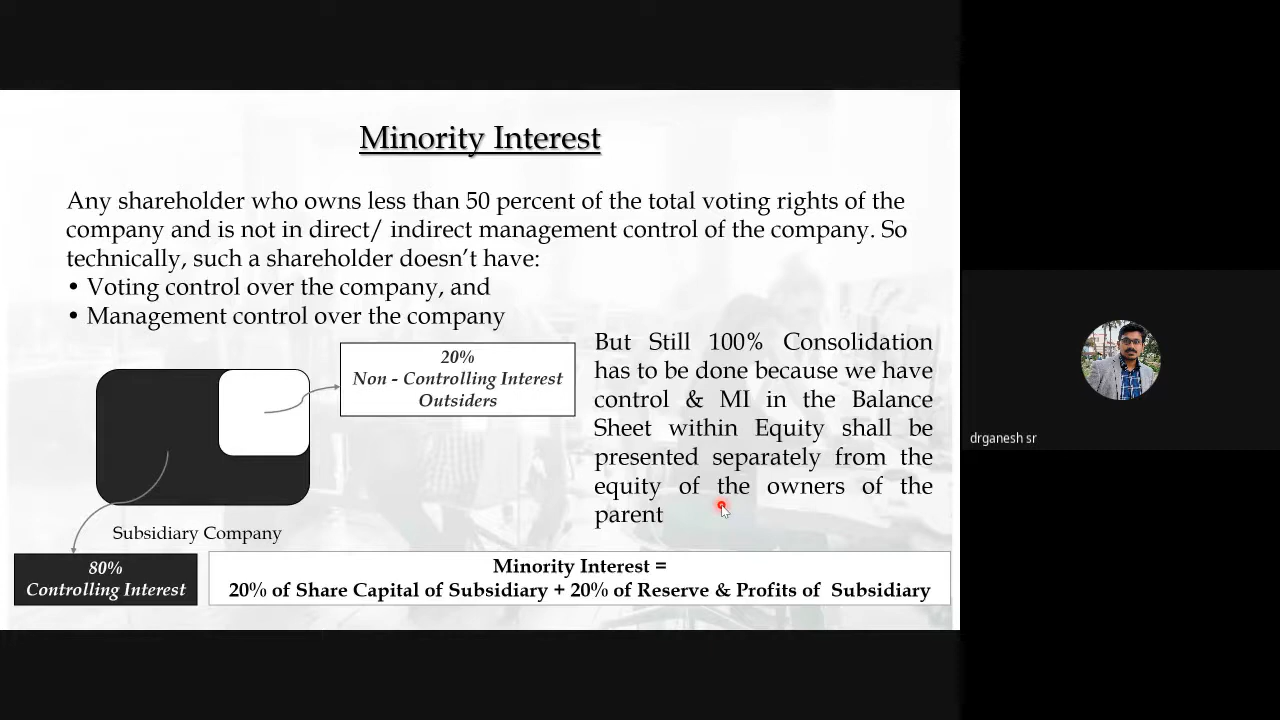 Minority Interest
Any shareholder who owns less than 50 percent of the total voting rights of the
company and is not in direct/ indirect management control of the company. So
technically, such a shareholder doesn’t have:
• Voting control over the company, and
• Management control over the company
20%
Non - Controlling Interest
Outsiders
But Still 100% Consolidation
has to be done because we have
control & MI in the Balance
Sheet within Equity shall be
presented separately from the
equity of the owners of the
parent
Subsidiary Company
80%
Controlling Interest
Minority Interest =
20% of Share Capital of Subsidiary + 20% of Reserve & Profits of Subsidiary
drganesh sr